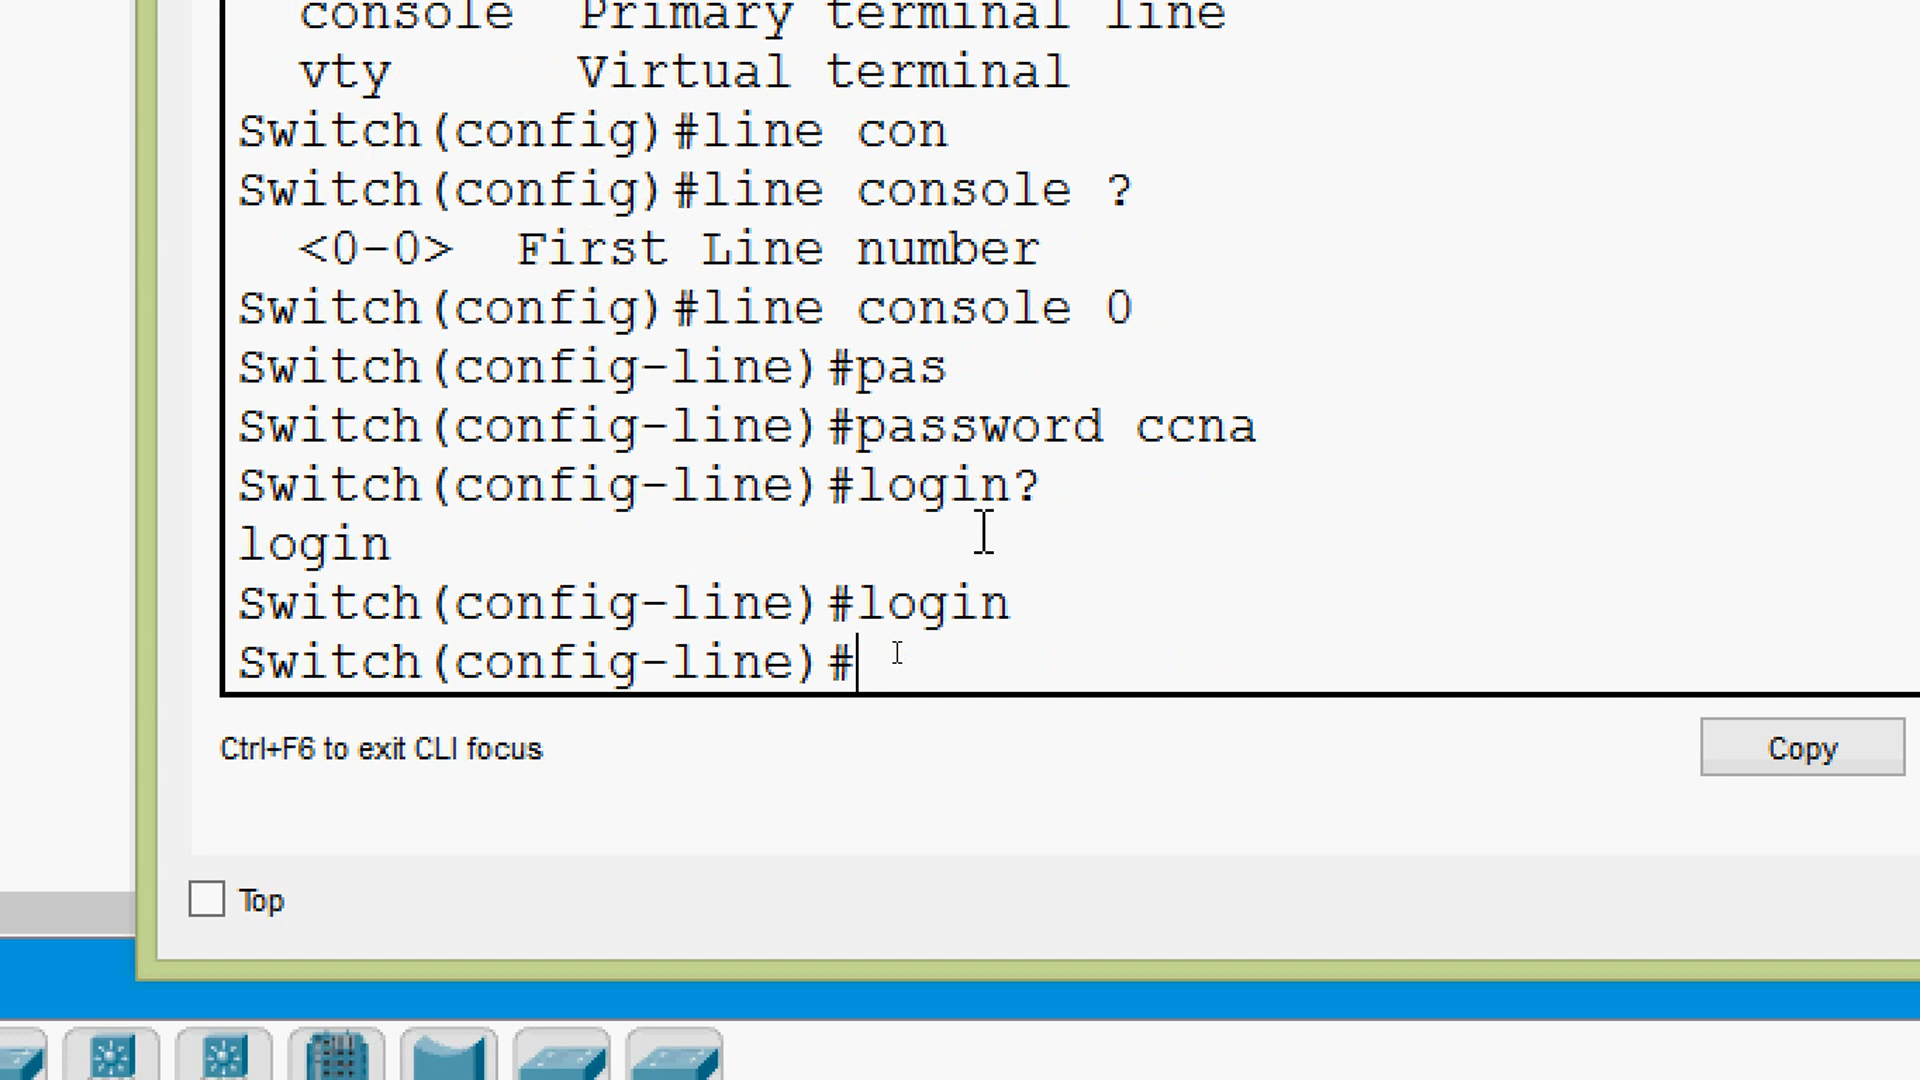 console  Primary terminal line
vty      Virtual terminal
Switch(config)#line con
Switch(config)#line console ?
<0-0>  First Line number
Switch(config)#line console 0
Switch(config-line)#pas
Switch(config-line)#password ccna
Switch(config-line)#login?
login
Switch(config-line)#login
Switch(config-line)#
Ctrl+F6 to exit CLI focus
Copy
Top